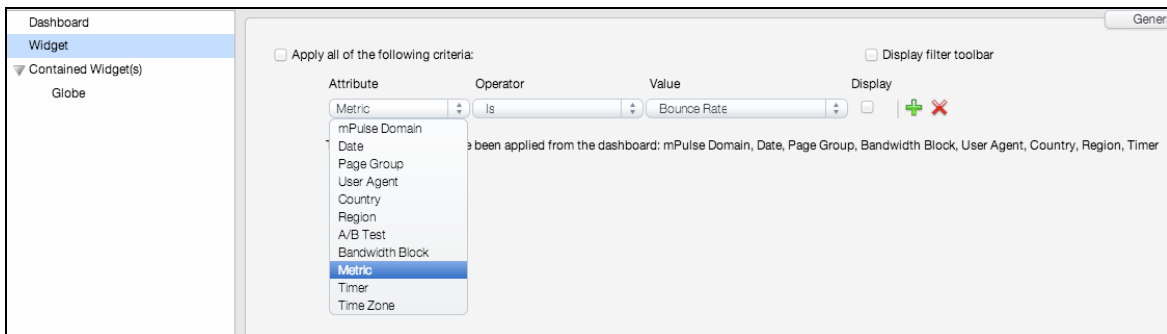 Dashboard
Gener
Widget
Apply all of the following criteria:
Display filter toolbar
Contained Widget(s)
Globe
Attribute Operator Value Display
Metric Is Bounce Rate
mPulse Domain
Date
e been applied from the dashboard: mPulse Domain, Date, Page Group, Bandwidth Block, User Agent, Country, Region, Timer
Page Group
User Agent
Country
Region
A/B Test
Bandwidth Block
Metric
Timer
Time Zone